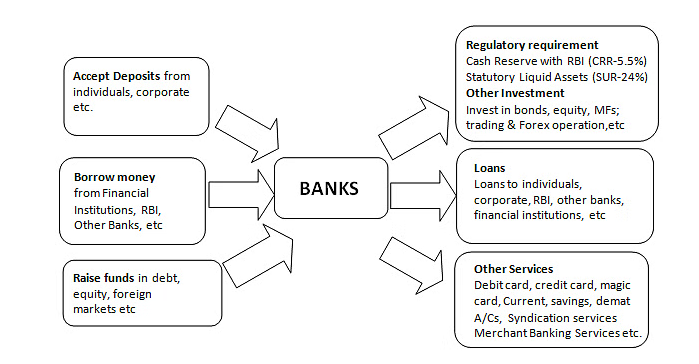 Accept Deposits from
individuals, corporate
etc.
Borrow money
from Financial
Institutions, RBI,
Other Banks, etc
Raise funds in debt,
equity, foreign
markets etc
BANKS
Regulatory requirement
Cash Reserve with RBI (CRR-5.5%)
Statutory Liquid Assets (SUR-24%)
Other Investment
Invest in bonds, equity, MFs;
trading & Forex operation,etc
Loans
Loans to individuals,
corporate, RBI, other banks,
financial institutions, etc
Other Services
Debit card, credit card, magic
card, Current, savings, demat
A/Cs, Syndication services
Merchant Banking Services etc.